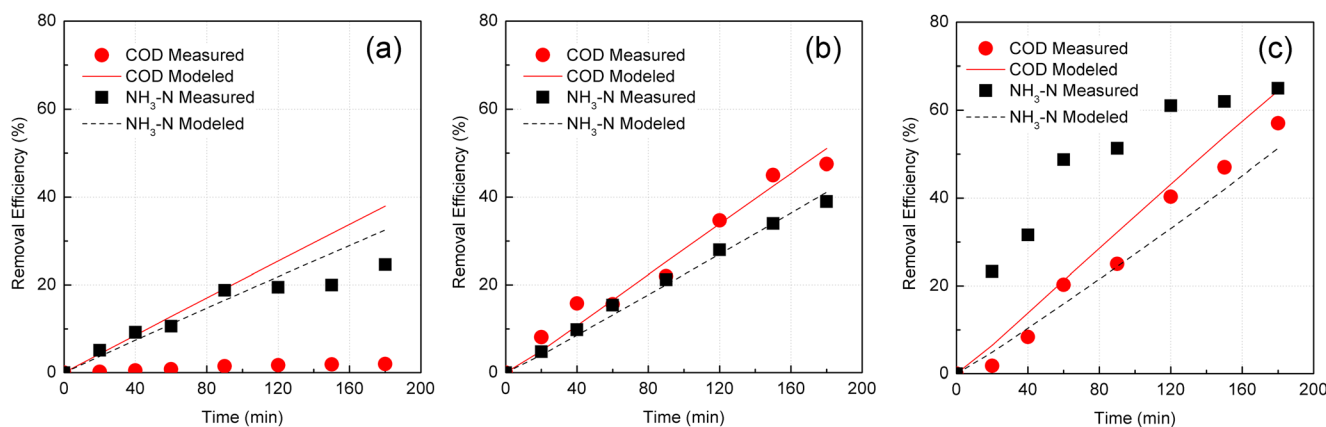 (a)
COD Measured
COD Modeled
NH₃-N Measured
NH₃-N Modeled
Removal Efficiency (%)
80
60
40
20
0
0 40 80 120 160 200
Time (min)
(b)
COD Measured
COD Modeled
NH₃-N Measured
NH₃-N Modeled
Removal Efficiency (%)
80
60
40
20
0
0 40 80 120 160 200
Time (min)
(c)
COD Measured
COD Modeled
NH₃-N Measured
NH₃-N Modeled
Removal Efficiency (%)
80
60
40
20
0
0 40 80 120 160 200
Time (min)